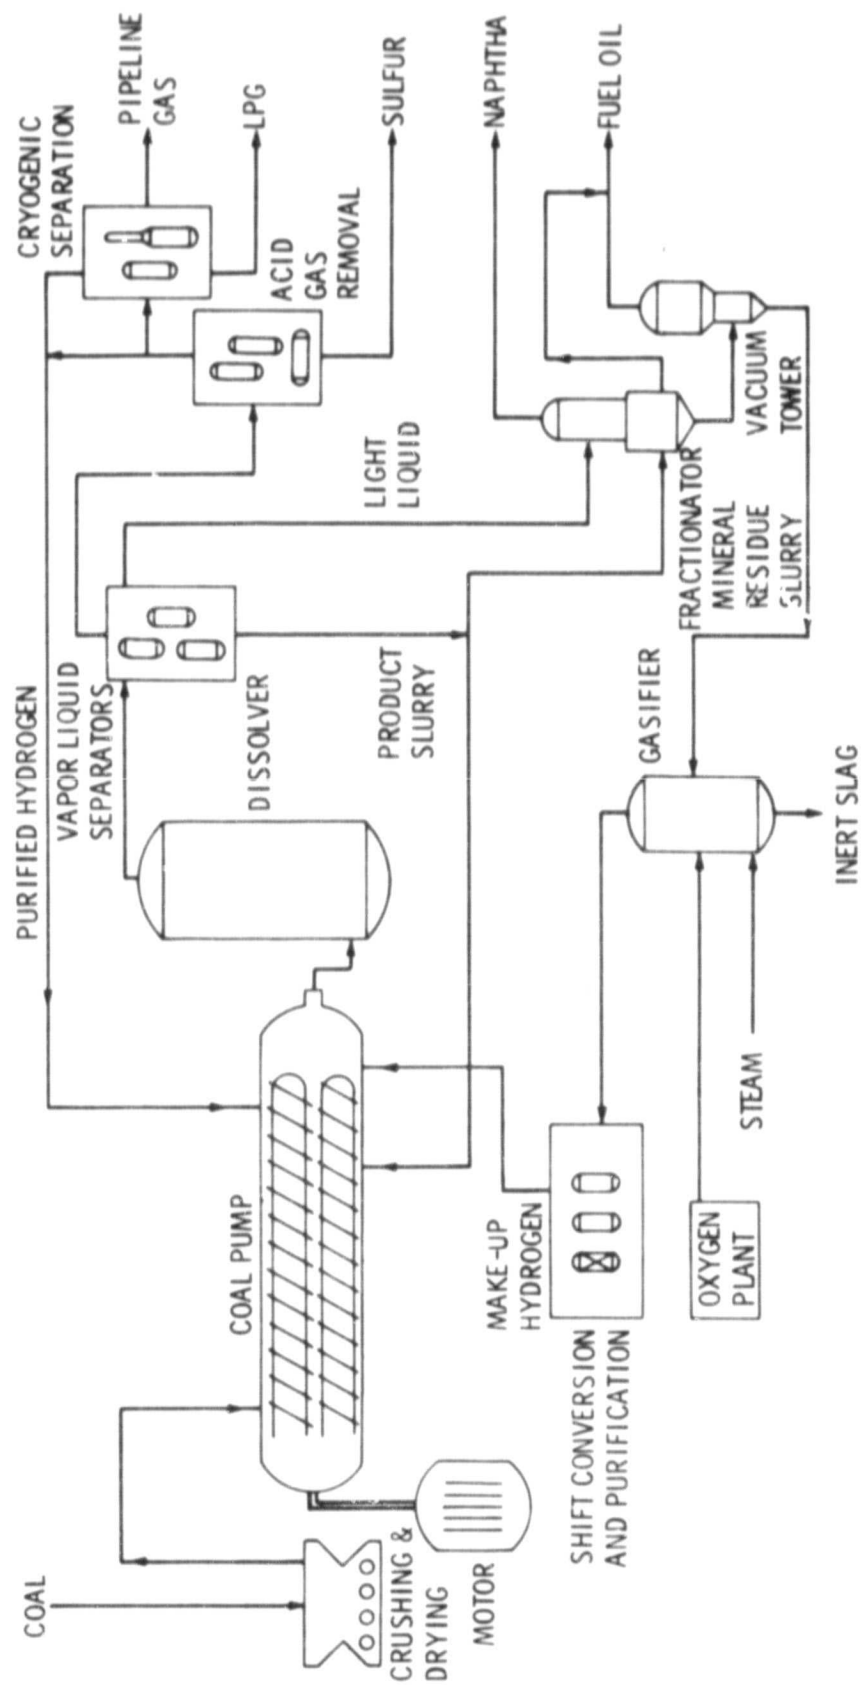 COAL
CRUSHING &
DRYING
MOTOR
COAL PUMP
PURIFIED HYDROGEN
VAPOR LIQUID
SEPARATORS
DISSOLVER
CRYOGENIC
SEPARATION
PIPELINE
GAS
LPG
ACID
GAS
REMOVAL
SULFUR
LIGHT
LIQUID
PRODUCT
SLURRY
NAPHTHA
FUEL OIL
FRACTIONATOR
VACUUM
TOWER
MINERAL
RESIDUE
SLURRY
GASIFIER
INERT SLAG
MAKE-UP
HYDROGEN
SHIFT CONVERSION
AND PURIFICATION
OXYGEN
PLANT
STEAM